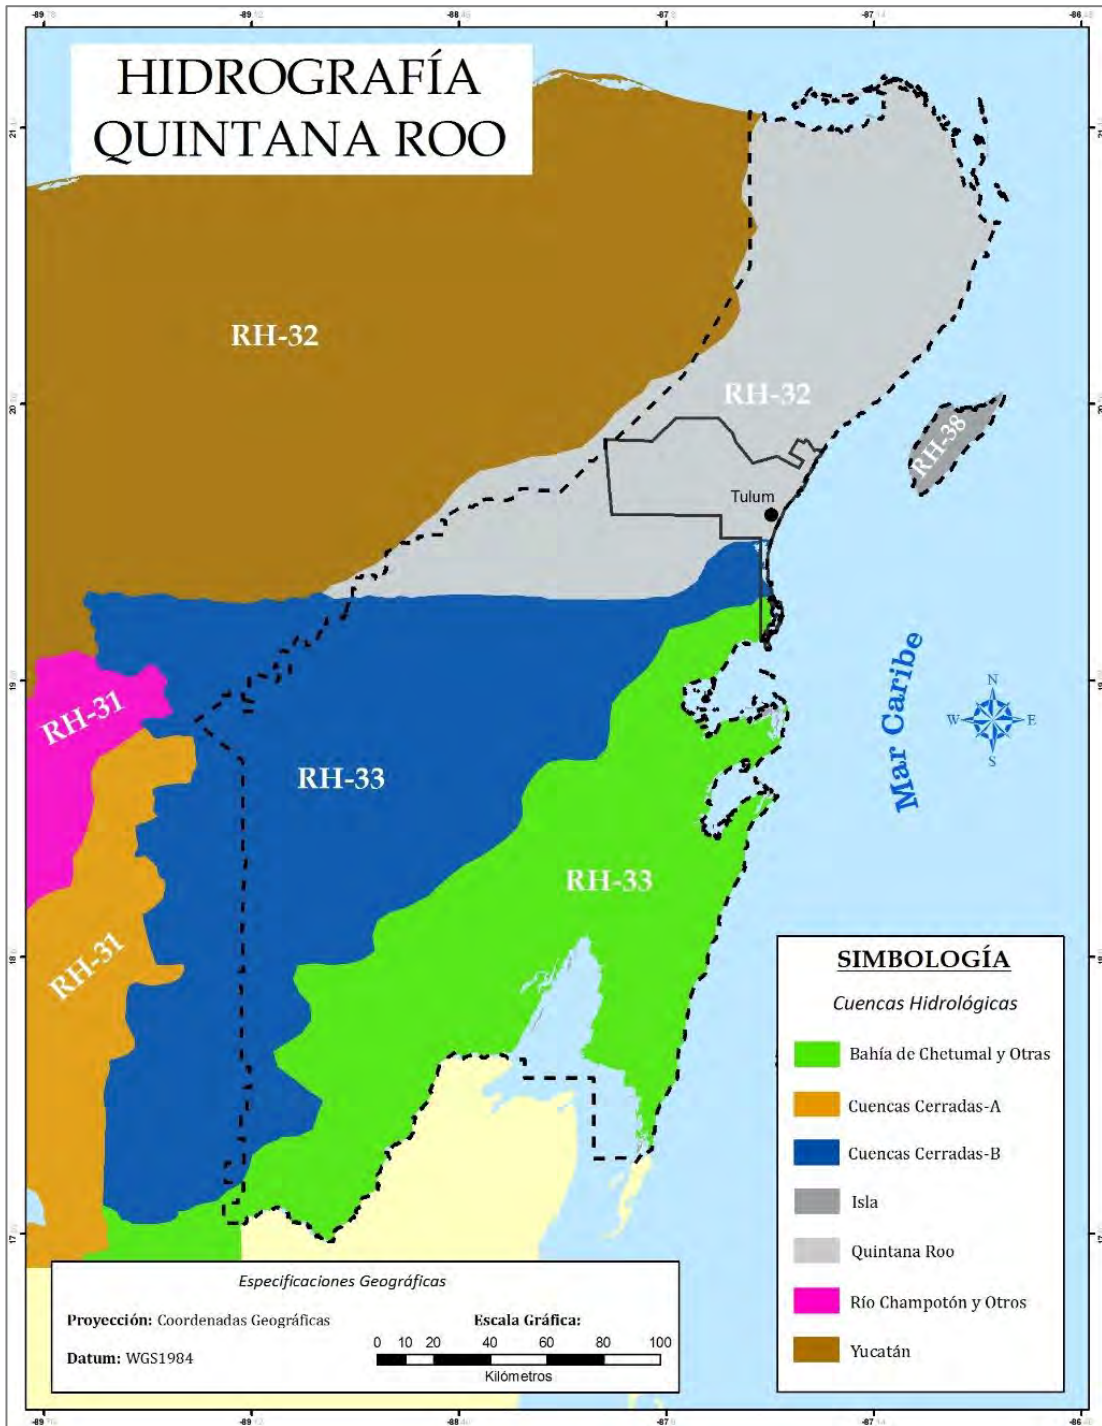 HIDROGRAFÍA
QUINTANA ROO
RH-32
RH-32
RH-38
Tulum
RH-31
RH-33
Mar Caribe
N
W E
S
RH-33
RH-31
SIMBOLOGÍA
Cuencas Hidrológicas
Bahía de Chetumal y Otras
Cuencas Cerradas-A
Cuencas Cerradas-B
Isla
Quintana Roo
Río Champotón y Otros
Yucatán
Especificaciones Geográficas
Proyección: Coordenadas Geográficas
Datum: WGS1984
Escala Gráfica:
0 10 20 40 60 80 100
Kilómetros